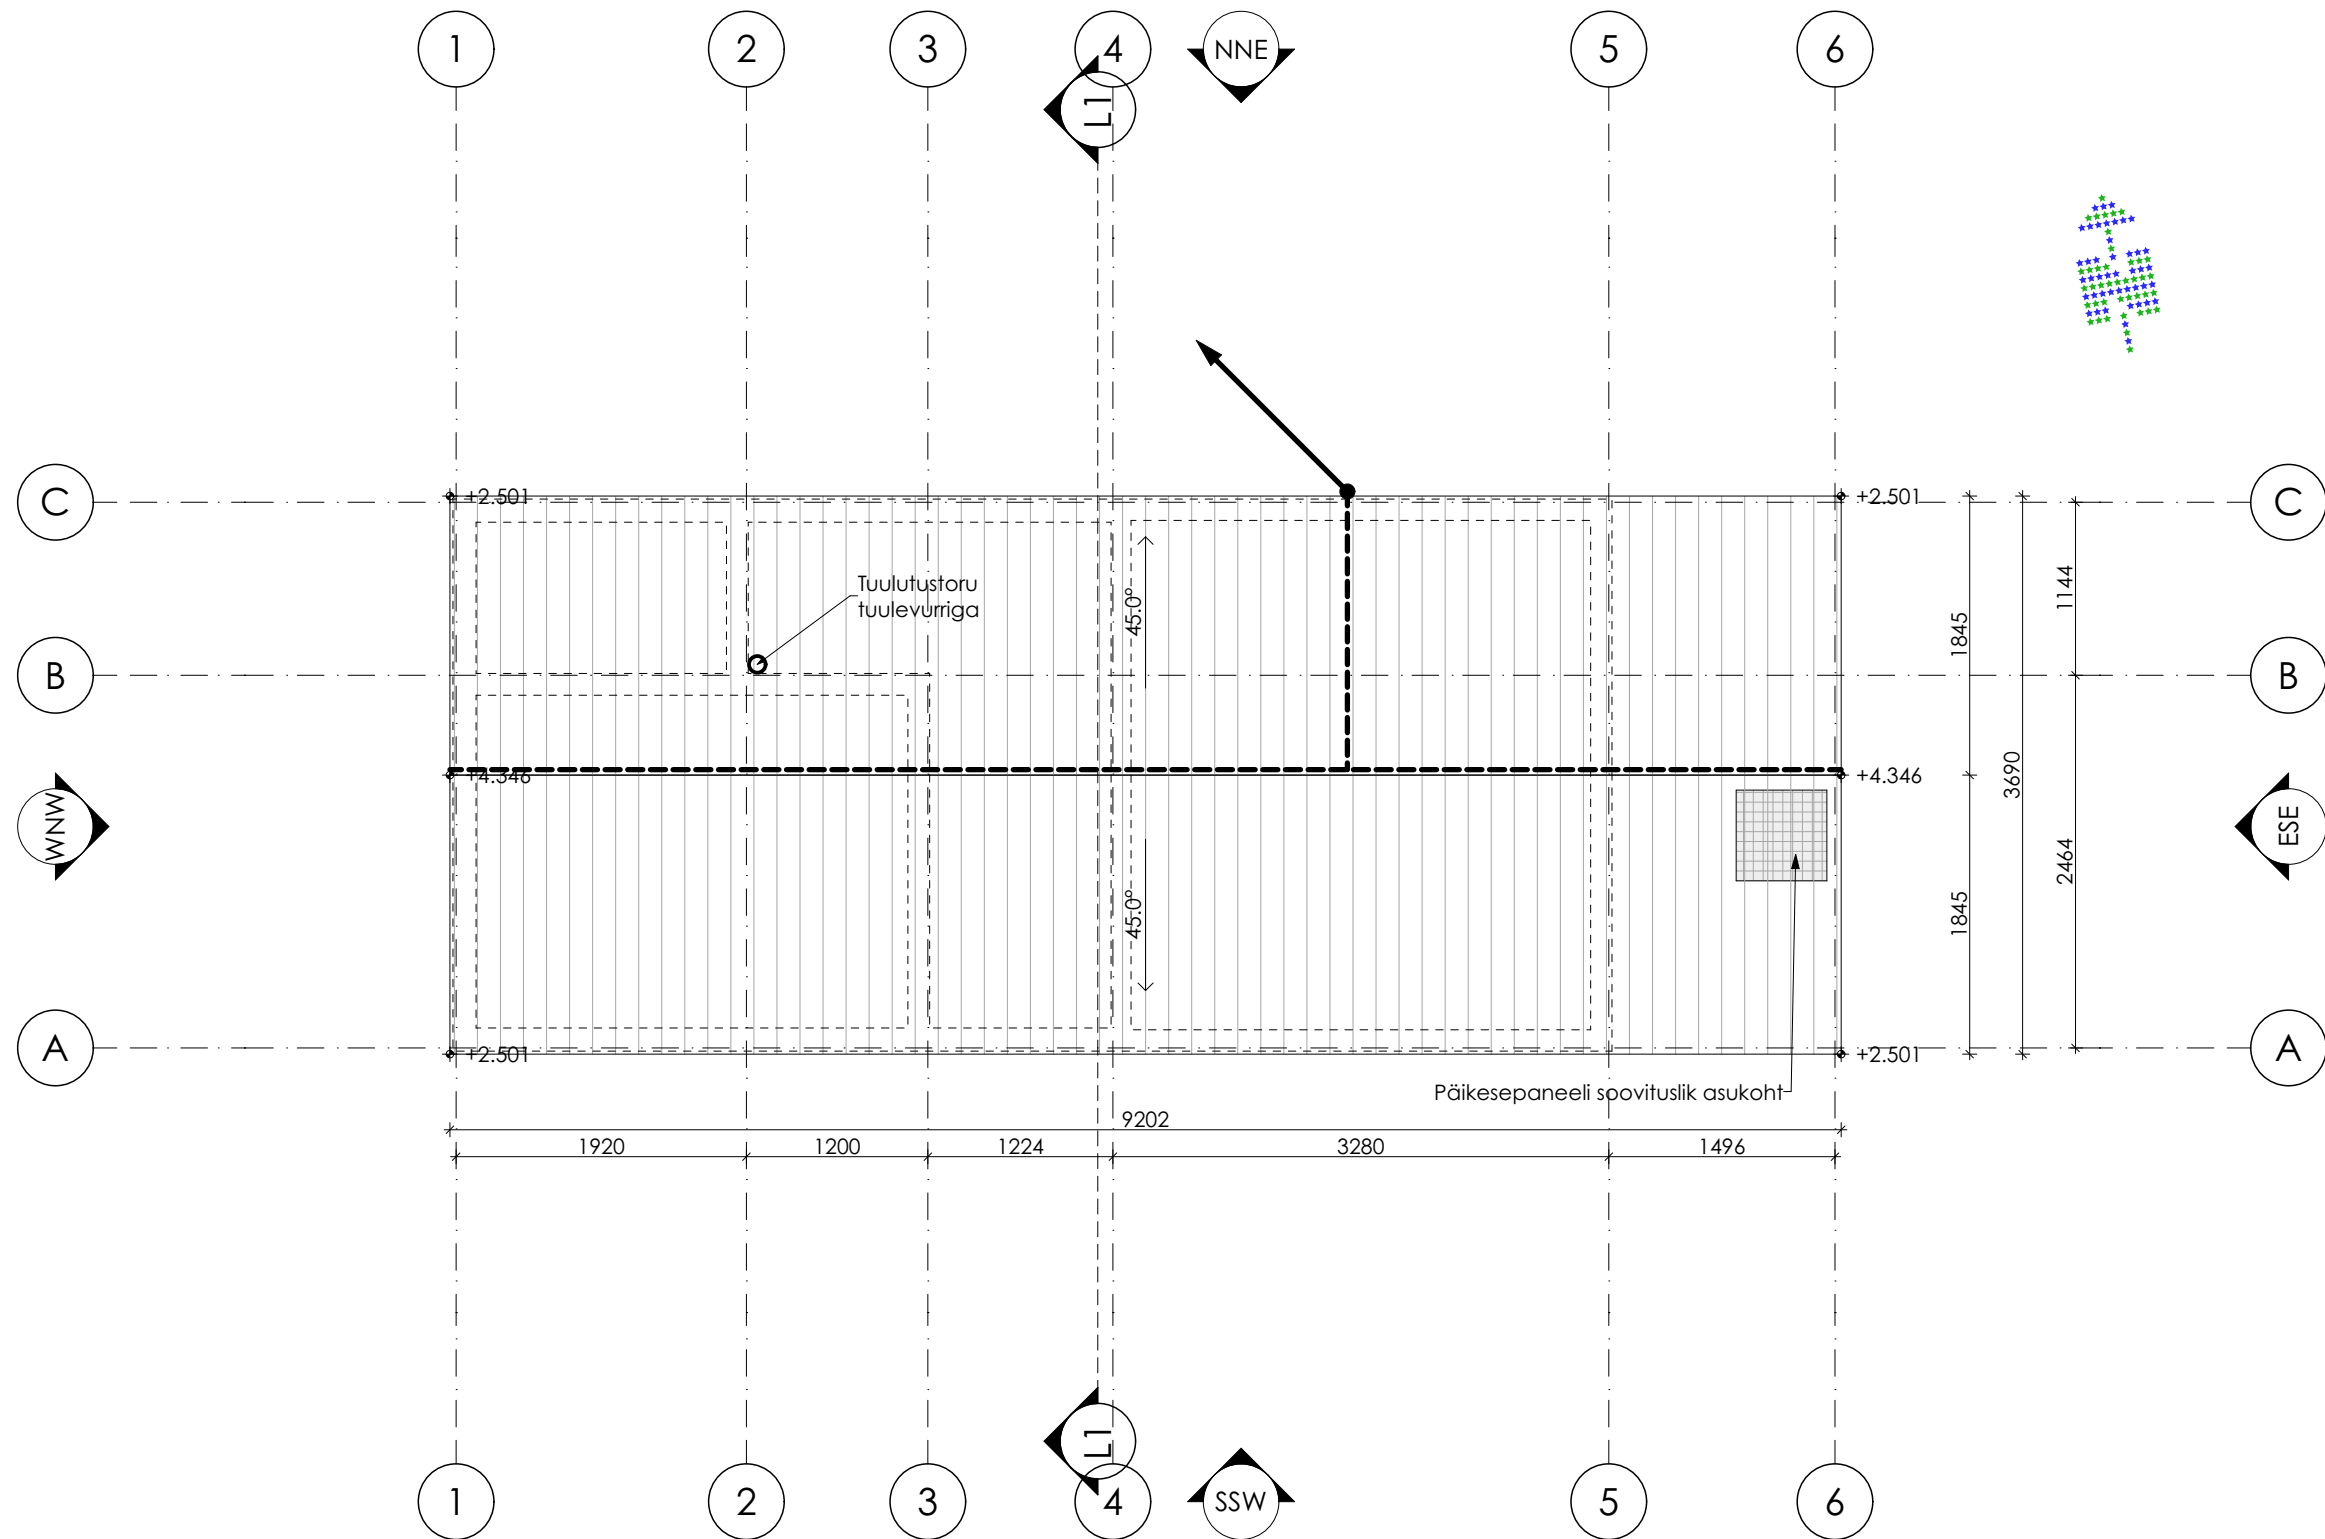 1
2
3
4
NNE
5
6
L1
C
+2.501
+2.501
C
Tuulutustoru
tuulevurriga
45.0°
1845
1144
B
B
+4.346
+4.346
3690
WNW
ESE
45.0°
1845
2464
A
+2.501
+2.501
A
Päikesepaneeli soovituslik asukoht
9202
1920
1200
1224
3280
1496
L1
1
2
3
4
SSW
5
6